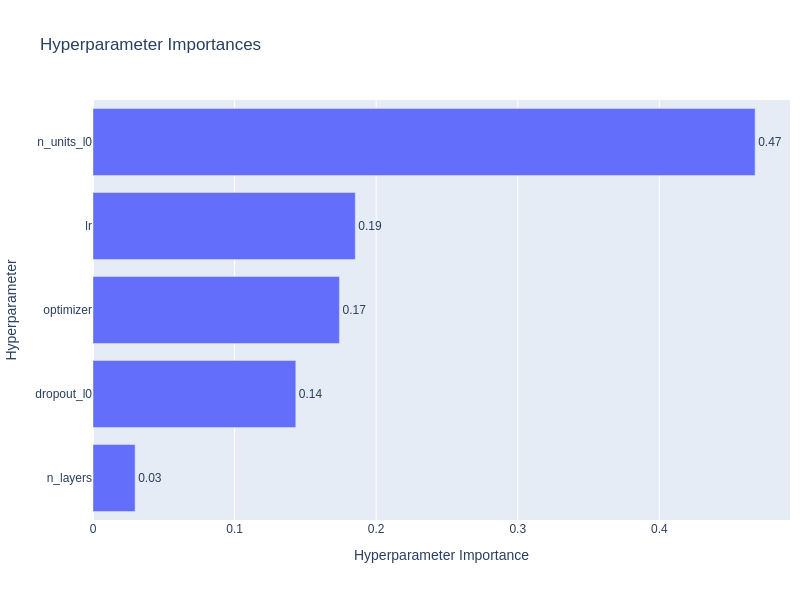 Hyperparameter Importances
n_units_l0
0.47
lr
0.19
optimizer
0.17
dropout_l0
0.14
n_layers
0.03
0
0.1
0.2
0.3
0.4
Hyperparameter Importance
Hyperparameter